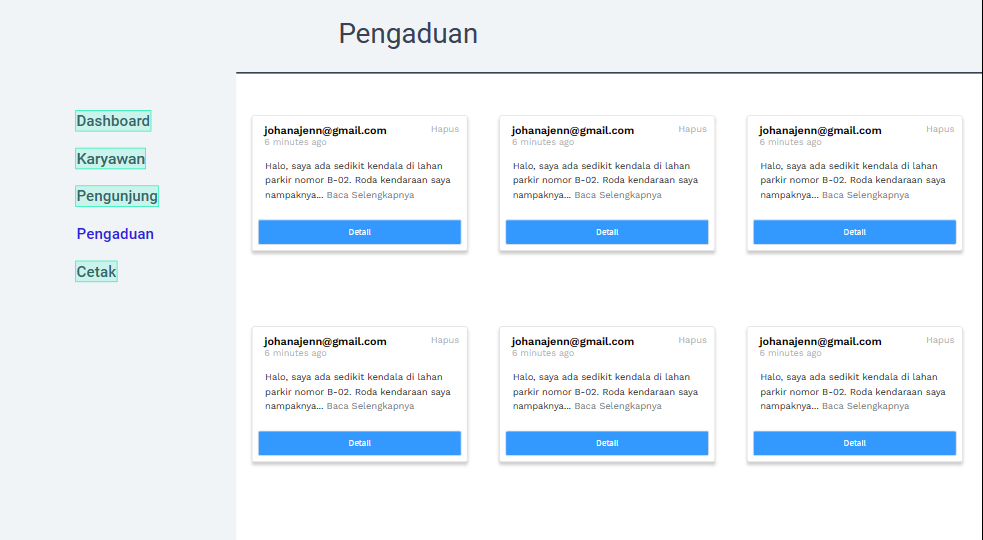 Pengaduan
Dashboard
Karyawan
Pengunjung
Pengaduan
Cetak
johanajenn@gmail.com
Hapus
6 minutes ago
Halo, saya ada sedikit kendala di lahan
parkir nomor B-02. Roda kendaraan saya
nampaknya... Baca Selengkapnya
Detail
johanajenn@gmail.com
Hapus
6 minutes ago
Halo, saya ada sedikit kendala di lahan
parkir nomor B-02. Roda kendaraan saya
nampaknya... Baca Selengkapnya
Detail
johanajenn@gmail.com
Hapus
6 minutes ago
Halo, saya ada sedikit kendala di lahan
parkir nomor B-02. Roda kendaraan saya
nampaknya... Baca Selengkapnya
Detail
johanajenn@gmail.com
Hapus
6 minutes ago
Halo, saya ada sedikit kendala di lahan
parkir nomor B-02. Roda kendaraan saya
nampaknya... Baca Selengkapnya
Detail
johanajenn@gmail.com
Hapus
6 minutes ago
Halo, saya ada sedikit kendala di lahan
parkir nomor B-02. Roda kendaraan saya
nampaknya... Baca Selengkapnya
Detail
johanajenn@gmail.com
Hapus
6 minutes ago
Halo, saya ada sedikit kendala di lahan
parkir nomor B-02. Roda kendaraan saya
nampaknya... Baca Selengkapnya
Detail